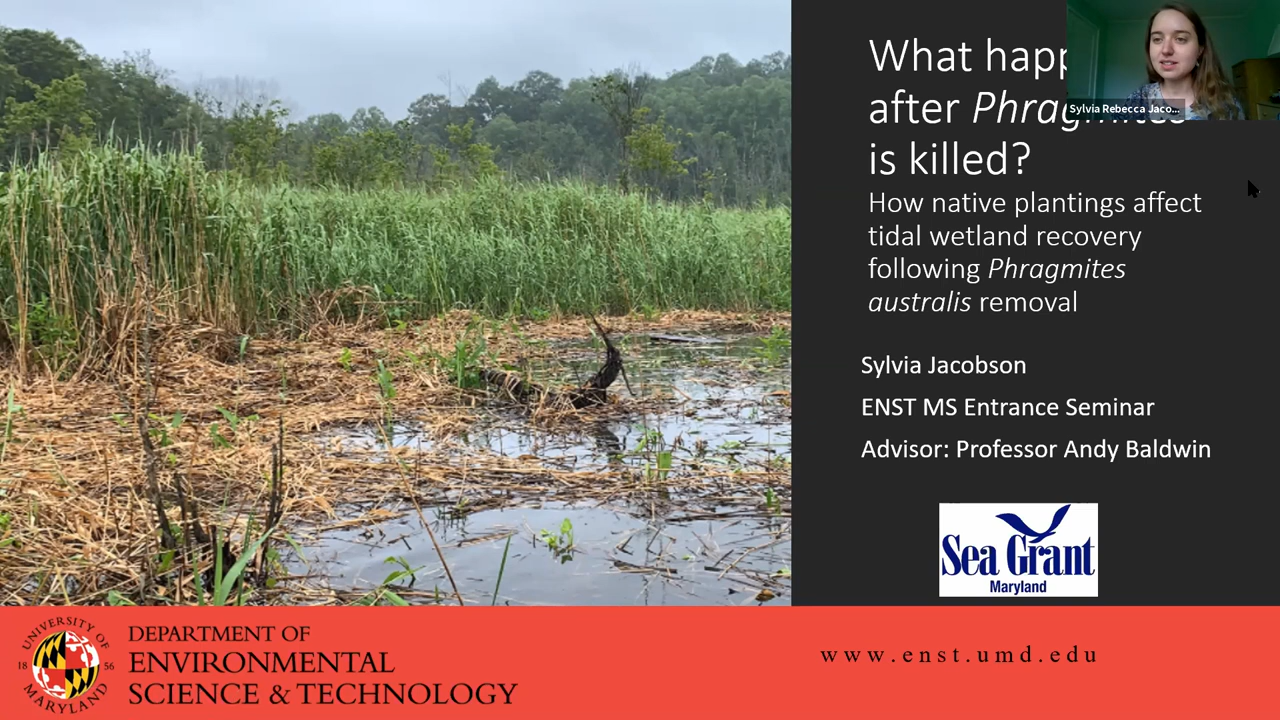 What happ
after Phragmites
is killed?
How native plantings affect
tidal wetland recovery
following Phragmites
australis removal
Sylvia Rebecca Jaco...
Sylvia Jacobson
ENST MS Entrance Seminar
Advisor: Professor Andy Baldwin
Sea Grant
Maryland
UNIVERSITY OF
18 56
MARYLAND
DEPARTMENT OF
ENVIRONMENTAL
SCIENCE & TECHNOLOGY
www.enst.umd.edu